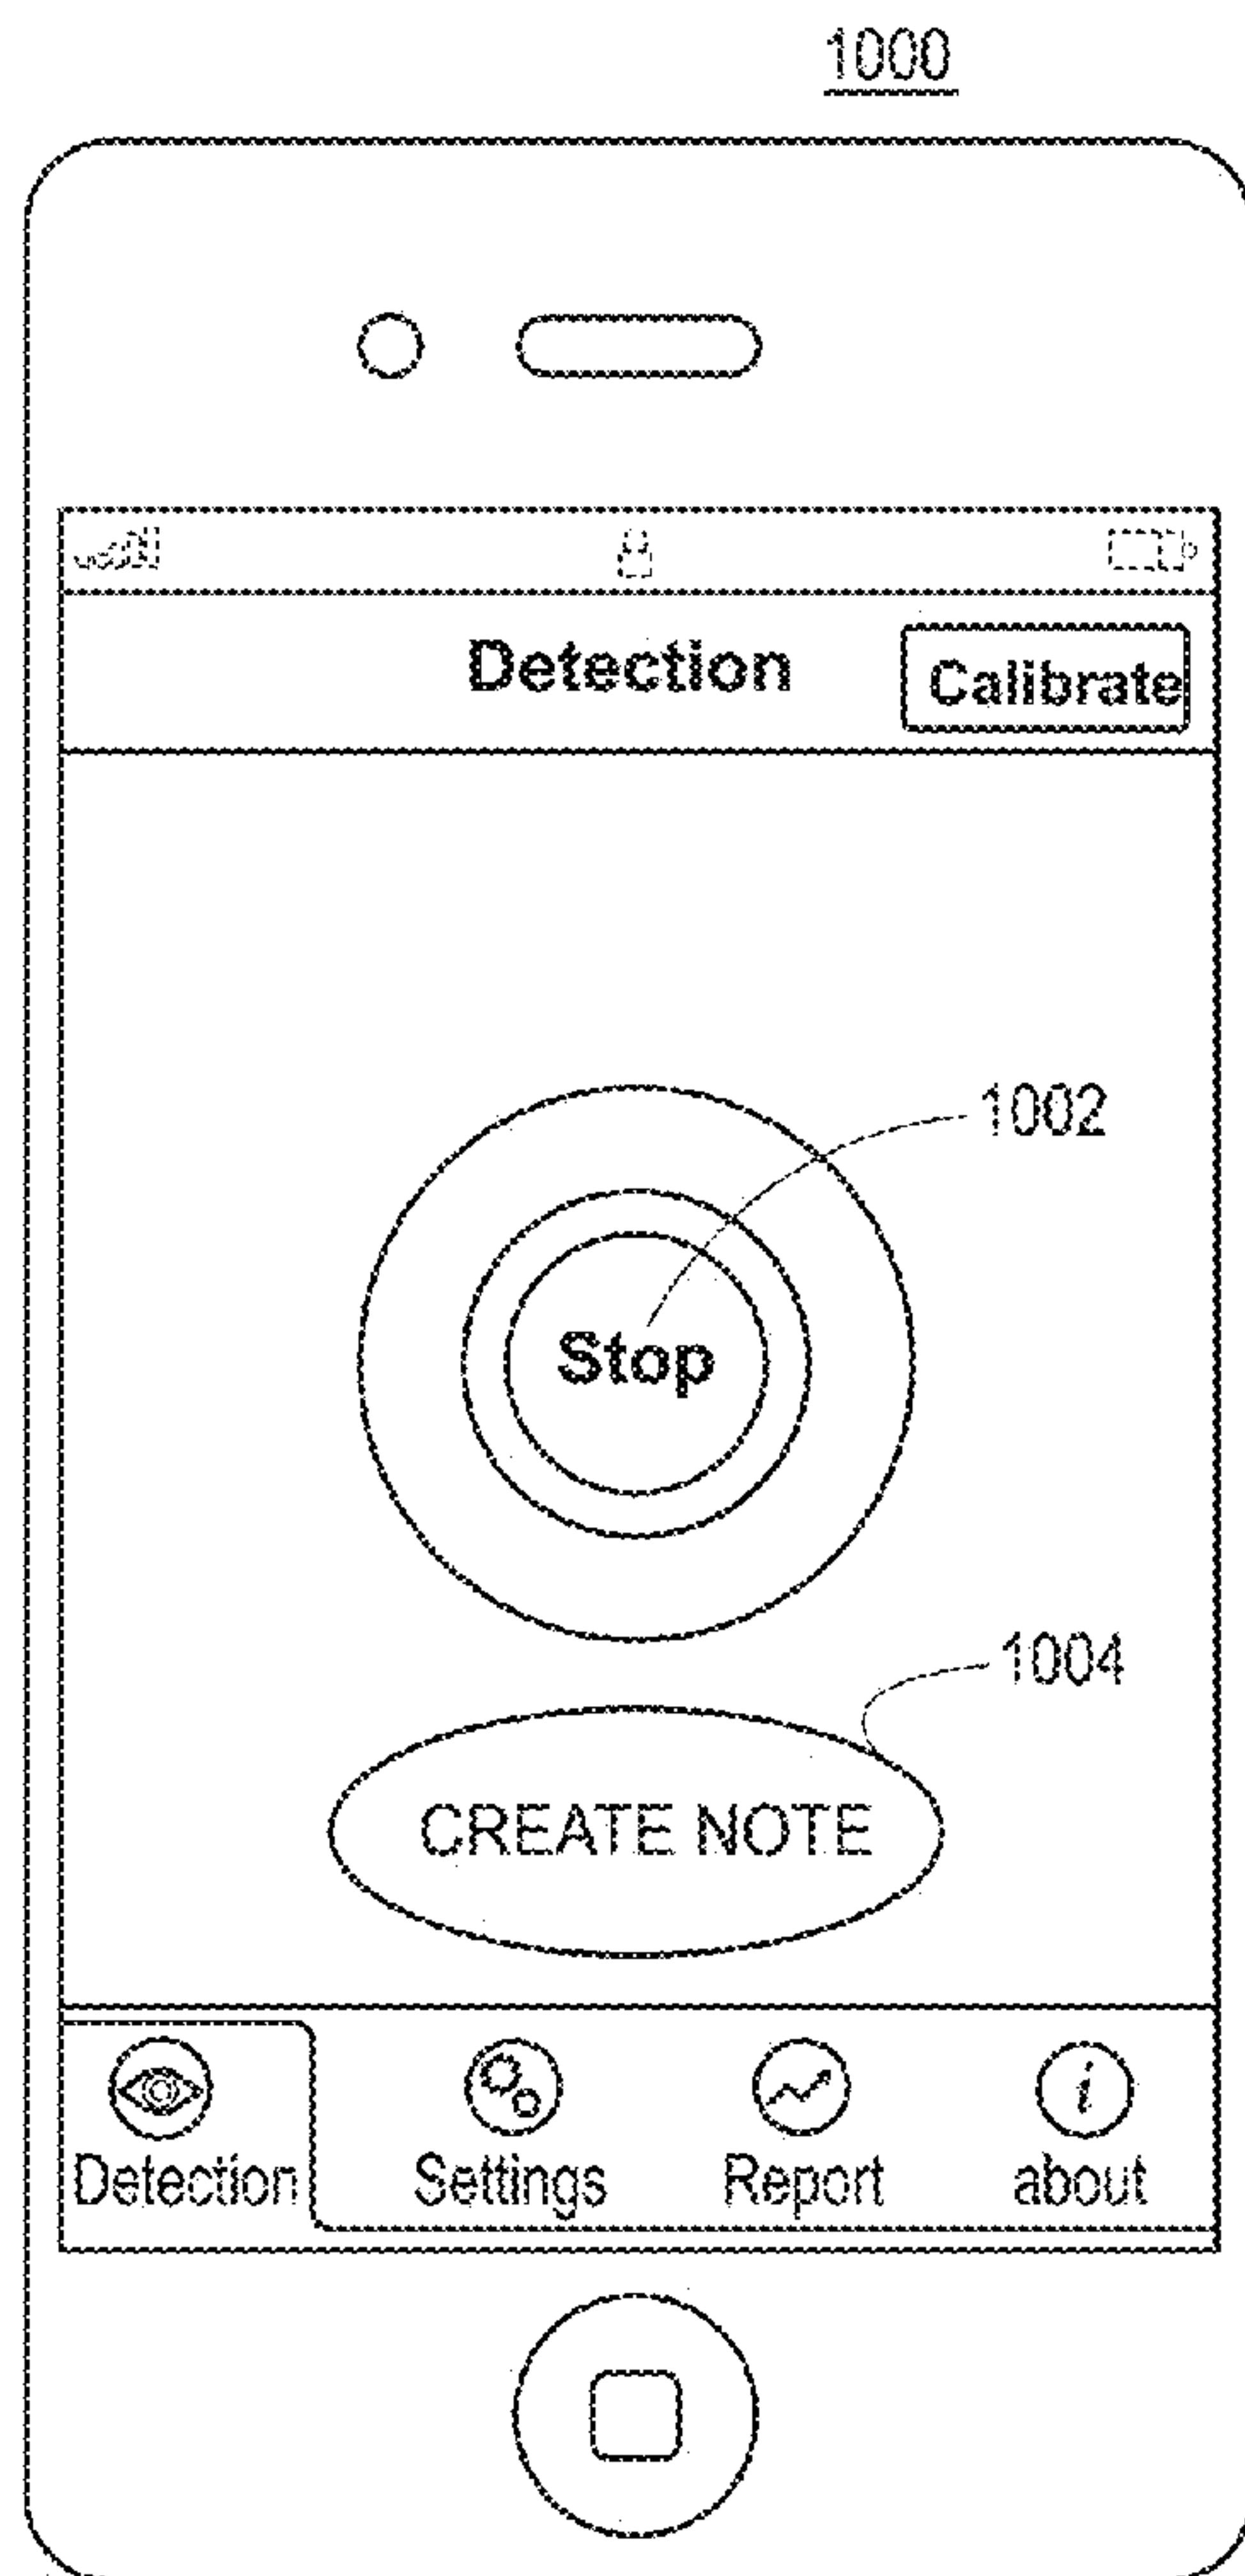 1000
Detection
Calibrate
1002
Stop
1004
CREATE NOTE
Detection Settings Report about